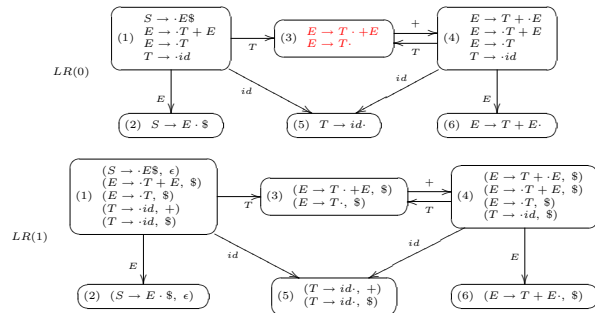 LR(0)
(1)
S → ·E$
E → ·T + E
E → ·T
T → ·id
T
(3)
E → T · +E
E → T·
+
T
(4)
E → T + ·E
E → ·T + E
E → ·T
T → ·id
E
id
id
E
(2) S → E · $
(5) T → id·
(6) E → T + E·
LR(1)
(1)
(S → ·E$, ϵ)
(E → ·T + E, $)
(E → ·T, $)
(T → ·id, +)
(T → ·id, $)
T
(3)
(E → T · +E, $)
(E → T·, $)
+
T
(4)
(E → T + ·E, $)
(E → ·T + E, $)
(E → ·T, $)
(T → ·id, $)
E
id
id
E
(2) (S → E · $, ϵ)
(5)
(T → id·, +)
(T → id·, $)
(6) (E → T + E·, $)